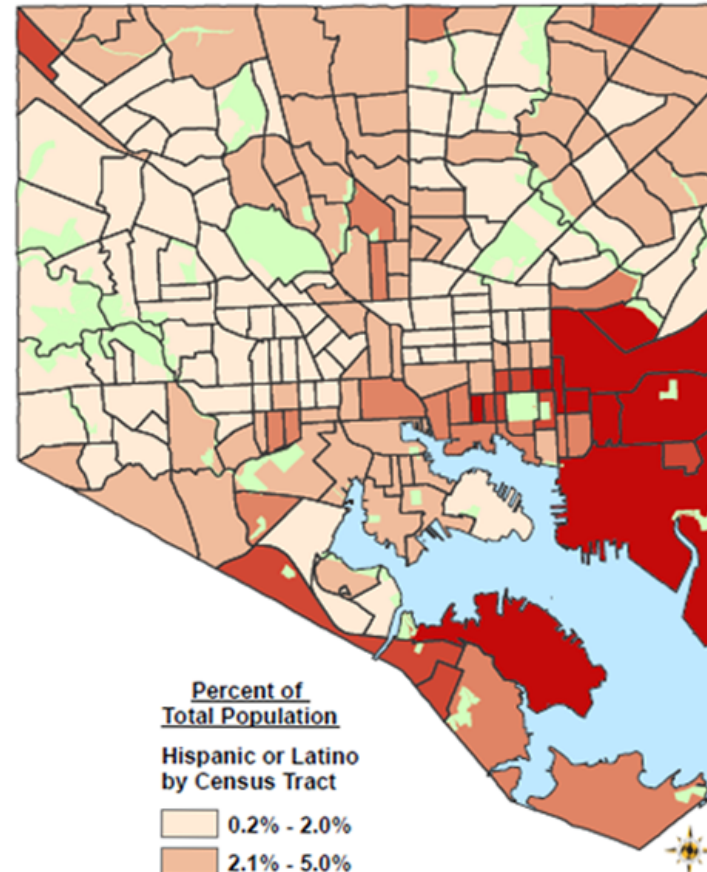 Percent of
Total Population
Hispanic or Latino
by Census Tract
0.2% - 2.0%
2.1% - 5.0%